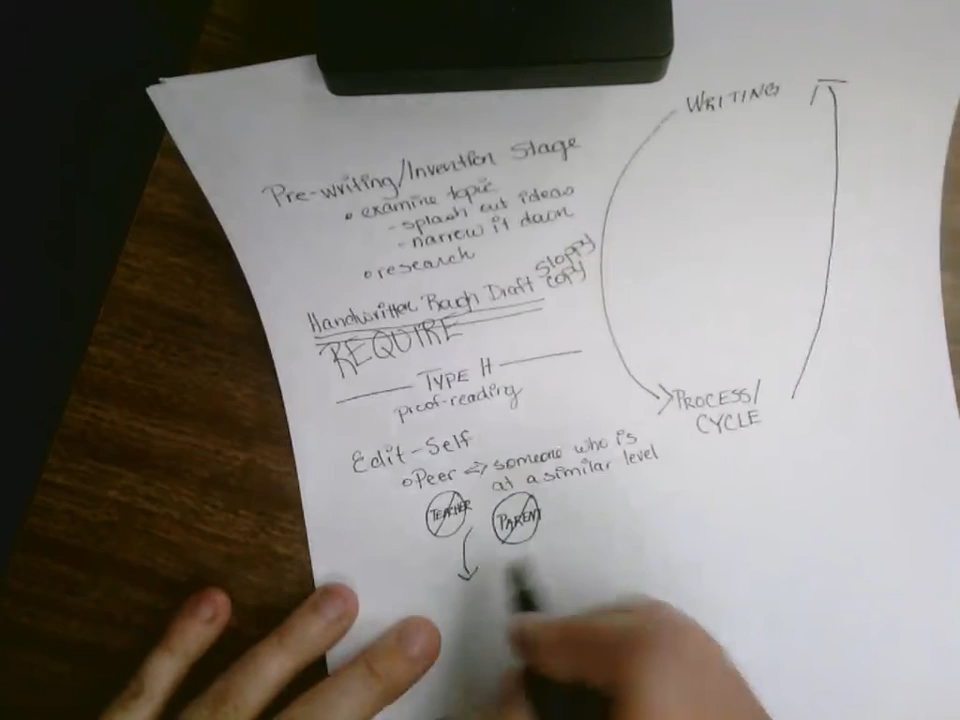 WRITING
PROCESS/
CYCLE
Pre-writing/Invention Stage
• examine topic
- splash out ideas
- narrow it down
• research
Handwritten Rough Draft Sloppy
copy
REQUIRE
TYPE It
proof-reading
Edit-Self
• Peer => someone who is
at a similar level
TEACHER PARENT